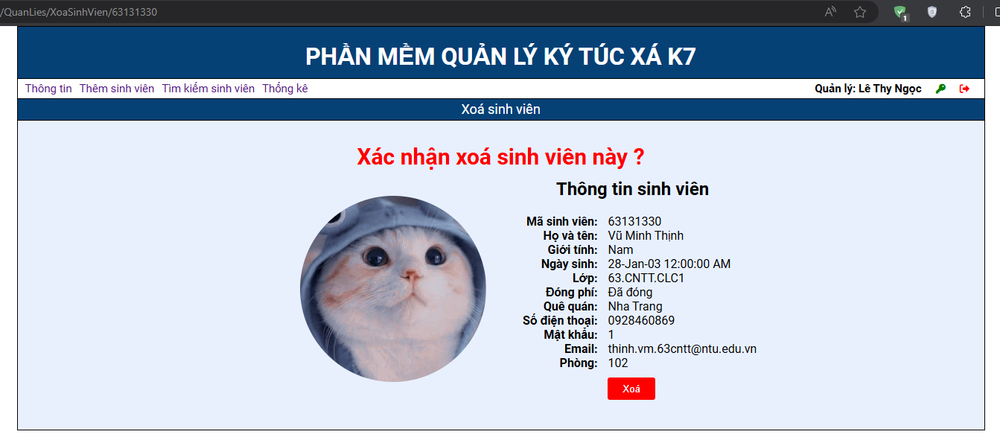 /QuanLies/XoaSinhVien/63131330
1
PHẦN MỀM QUẢN LÝ KÝ TÚC XÁ K7
Thông tin Thêm sinh viên Tìm kiếm sinh viên Thống kê Quản lý: Lê Thy Ngọc
Xoá sinh viên
Xác nhận xoá sinh viên này ?
Thông tin sinh viên
Mã sinh viên: 63131330
Họ và tên: Vũ Minh Thịnh
Giới tính: Nam
Ngày sinh: 28-Jan-03 12:00:00 AM
Lớp: 63.CNTT.CLC1
Đóng phí: Đã đóng
Quê quán: Nha Trang
Số điện thoại: 0928460869
Mật khẩu: 1
Email: thinh.vm.63cntt@ntu.edu.vn
Phòng: 102
Xoá